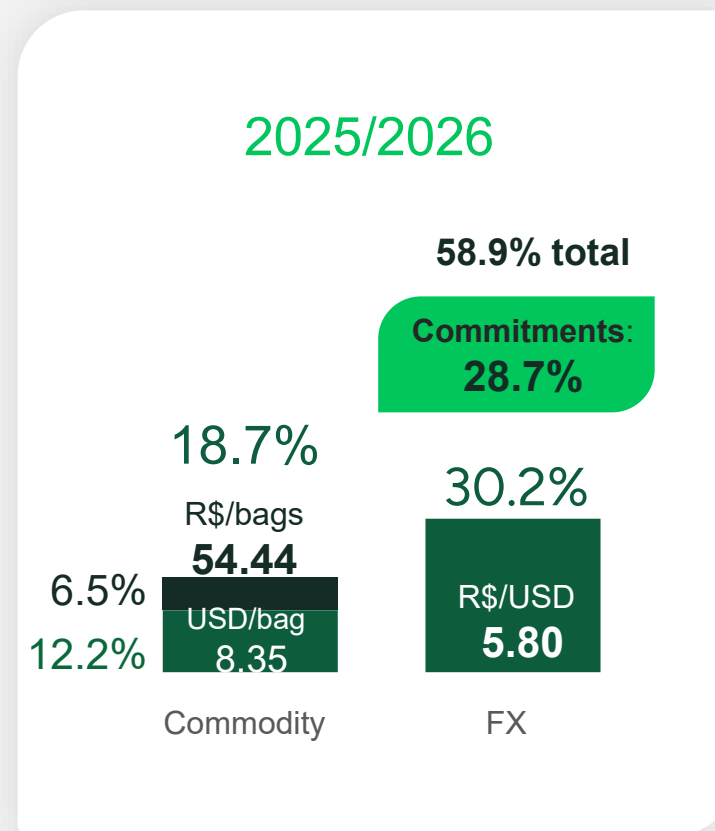 2025/2026
58.9% total
Commitments:
28.7%
18.7%
30.2%
R$/bags
54.44
6.5%
USD/bag
12.2%
8.35
R$/USD
5.80
Commodity
FX